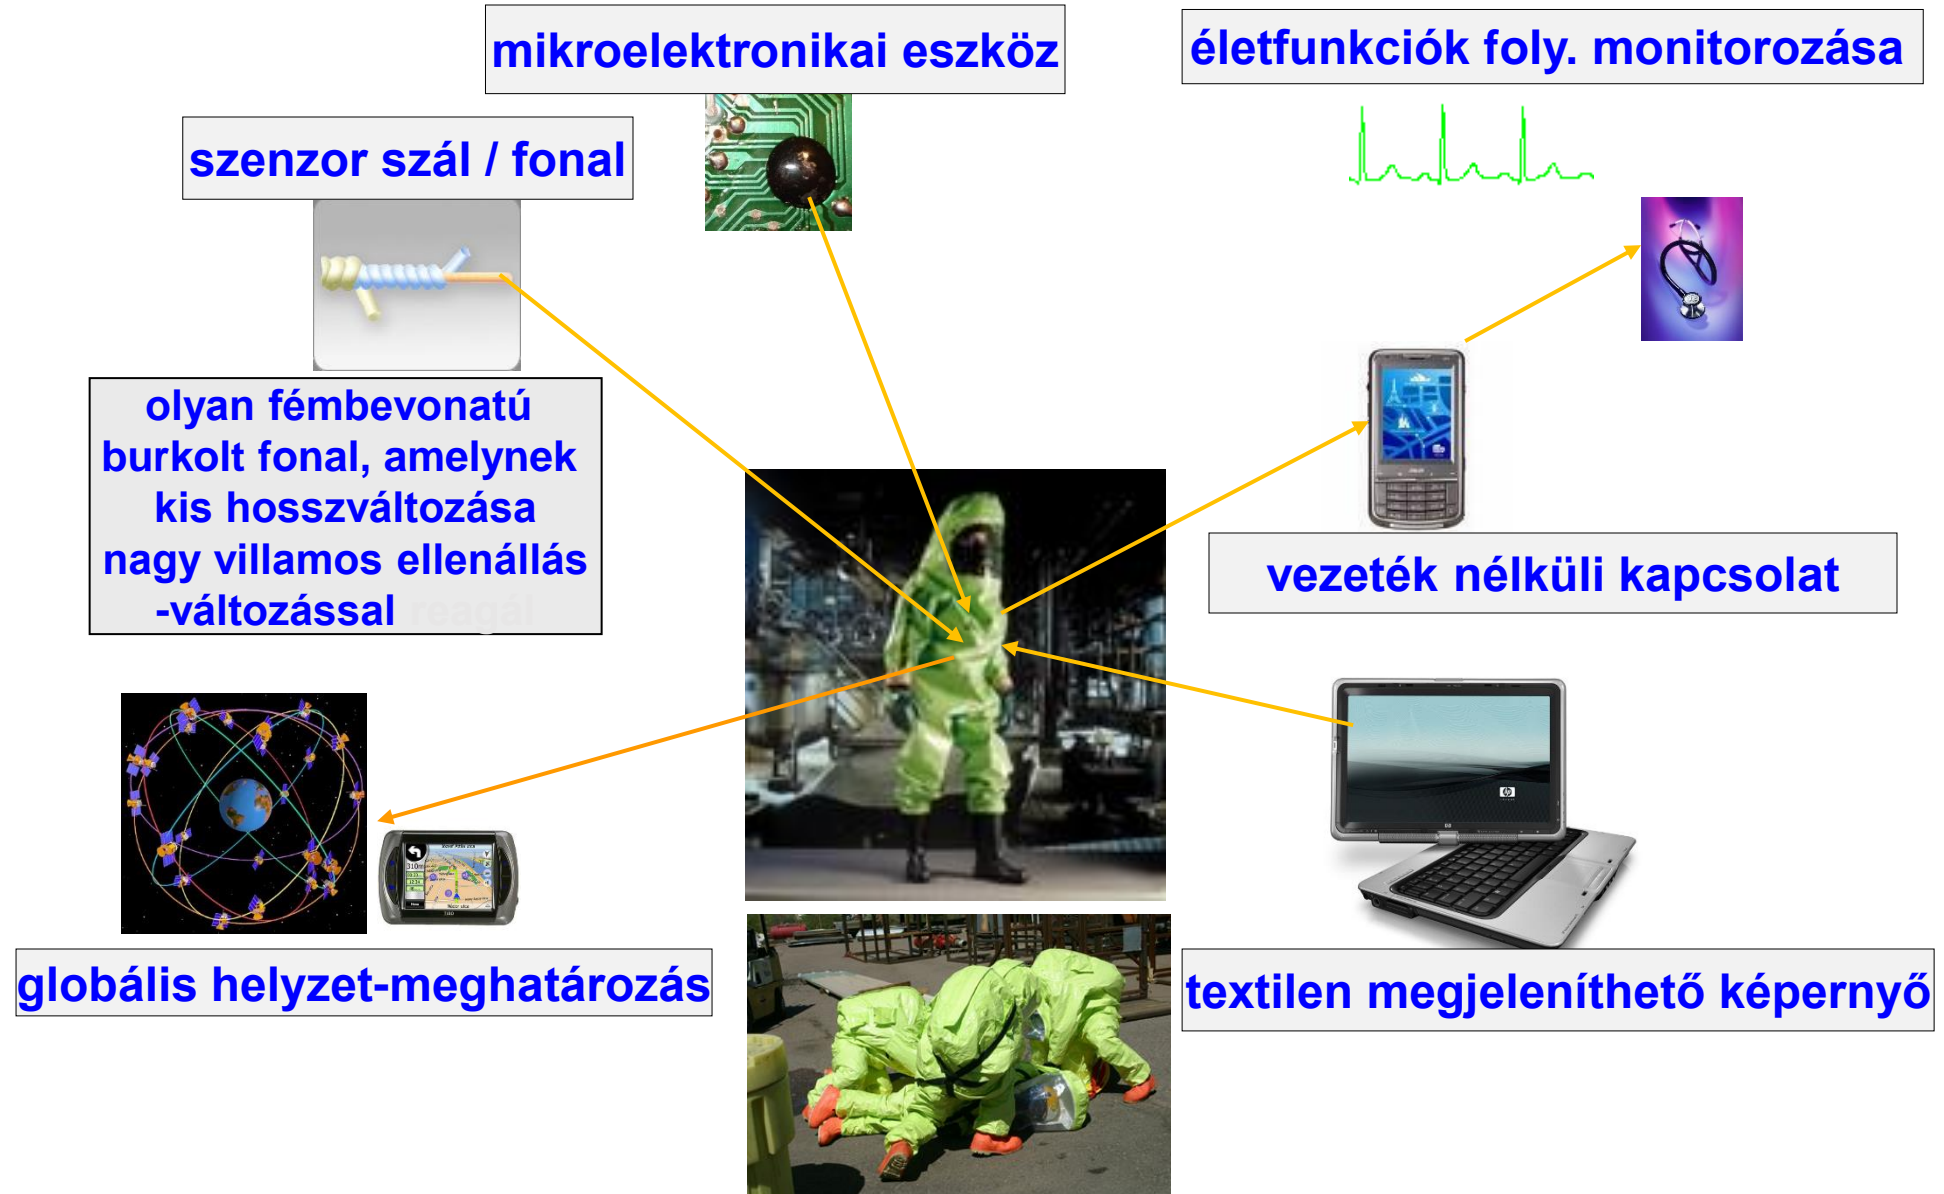 mikroelektronikai eszköz
életfunkciók foly. monitorozása
szenzor szál / fonal
olyan fémbevonatú
burkolt fonal, amelynek
kis hosszváltozása
nagy villamos ellenállás
-változással reagál
vezeték nélküli kapcsolat
globális helyzet-meghatározás
textilen megjeleníthető képernyő